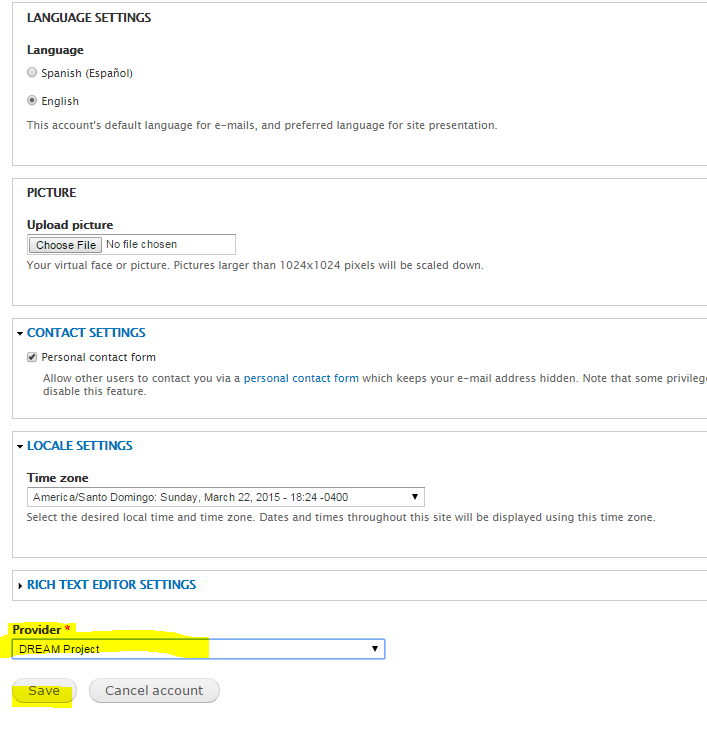 LANGUAGE SETTINGS
Language
Spanish (Español)
English
This account's default language for e-mails, and preferred language for site presentation.
PICTURE
Upload picture
Choose File No file chosen
Your virtual face or picture. Pictures larger than 1024x1024 pixels will be scaled down.
CONTACT SETTINGS
Personal contact form
Allow other users to contact you via a personal contact form which keeps your e-mail address hidden. Note that some privileg
disable this feature.
LOCALE SETTINGS
Time zone
America/Santo Domingo: Sunday, March 22, 2015 - 18:24 -0400
Select the desired local time and time zone. Dates and times throughout this site will be displayed using this time zone.
RICH TEXT EDITOR SETTINGS
Provider *
DREAM Project
Save Cancel account